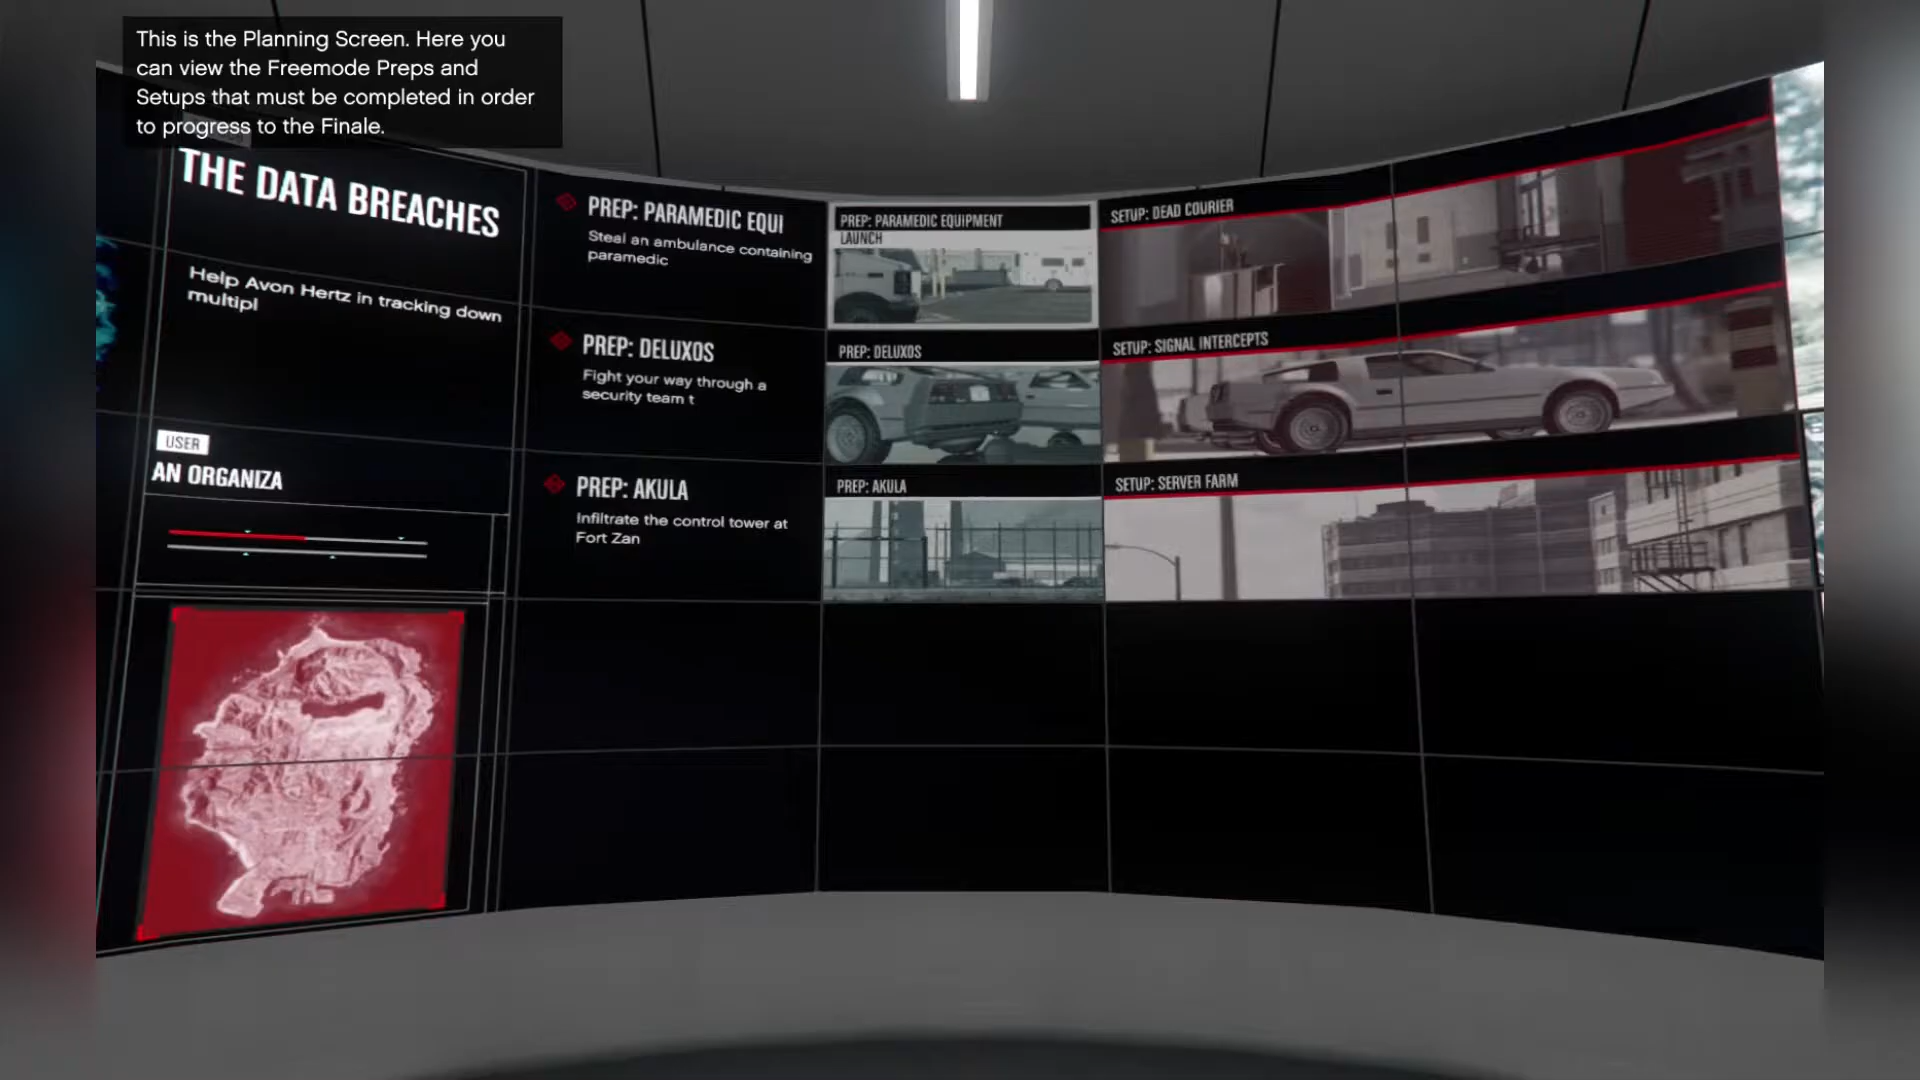 This is the Planning Screen. Here you
can view the Freemode Preps and
Setups that must be completed in order
to progress to the Finale.
THE DATA BREACHES
Help Avon Hertz in tracking down
multipl
USER
AN ORGANIZA
PREP: PARAMEDIC EQUI
Steal an ambulance containing
paramedic
PREP: DELUXOS
Fight your way through a
security team t
PREP: AKULA
Infiltrate the control tower at
Fort Zan
PREP: PARAMEDIC EQUIPMENT
LAUNCH
PREP: DELUXOS
PREP: AKULA
SETUP: DEAD COURIER
SETUP: SIGNAL INTERCEPTS
SETUP: SERVER FARM